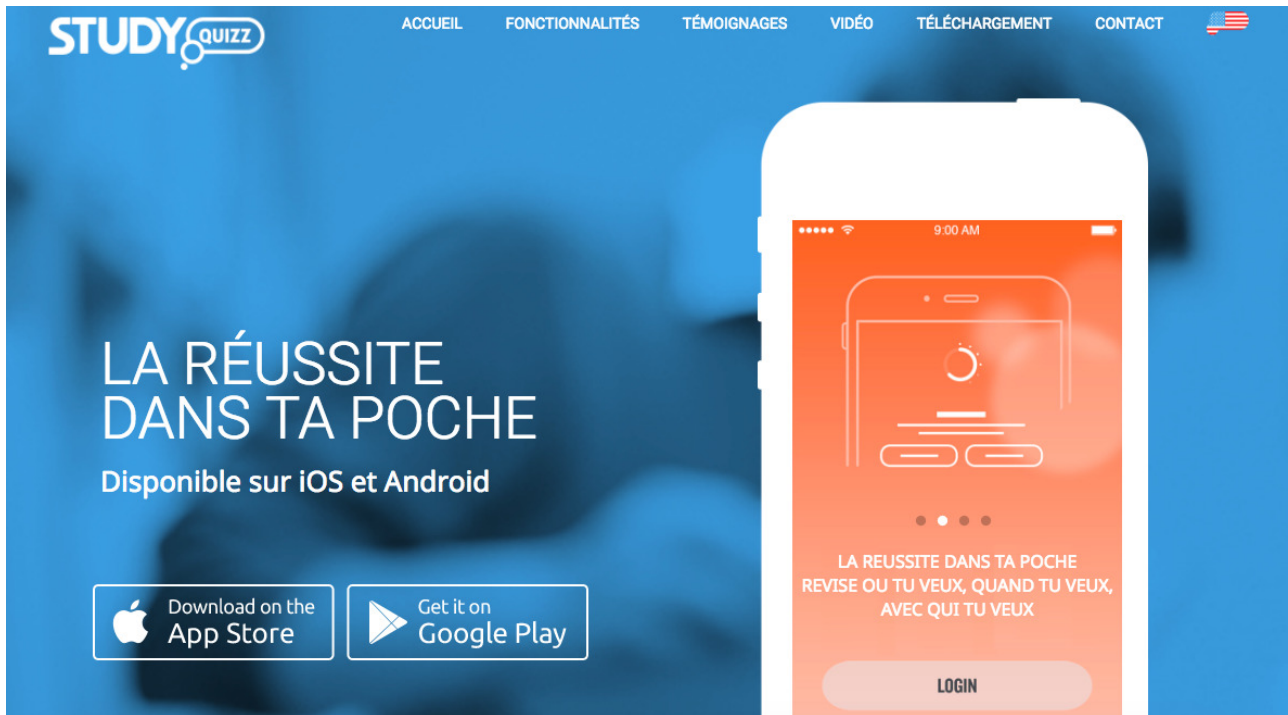 STUDY QUIZZ
ACCUEIL FONCTIONNALITÉS TÉMOIGNAGES VIDÉO TÉLÉCHARGEMENT CONTACT
LA RÉUSSITE
DANS TA POCHE
Disponible sur iOS et Android
Download on the
App Store
Get it on
Google Play
9:00 AM
LA REUSSITE DANS TA POCHE
REVISE OU TU VEUX, QUAND TU VEUX,
AVEC QUI TU VEUX
LOGIN